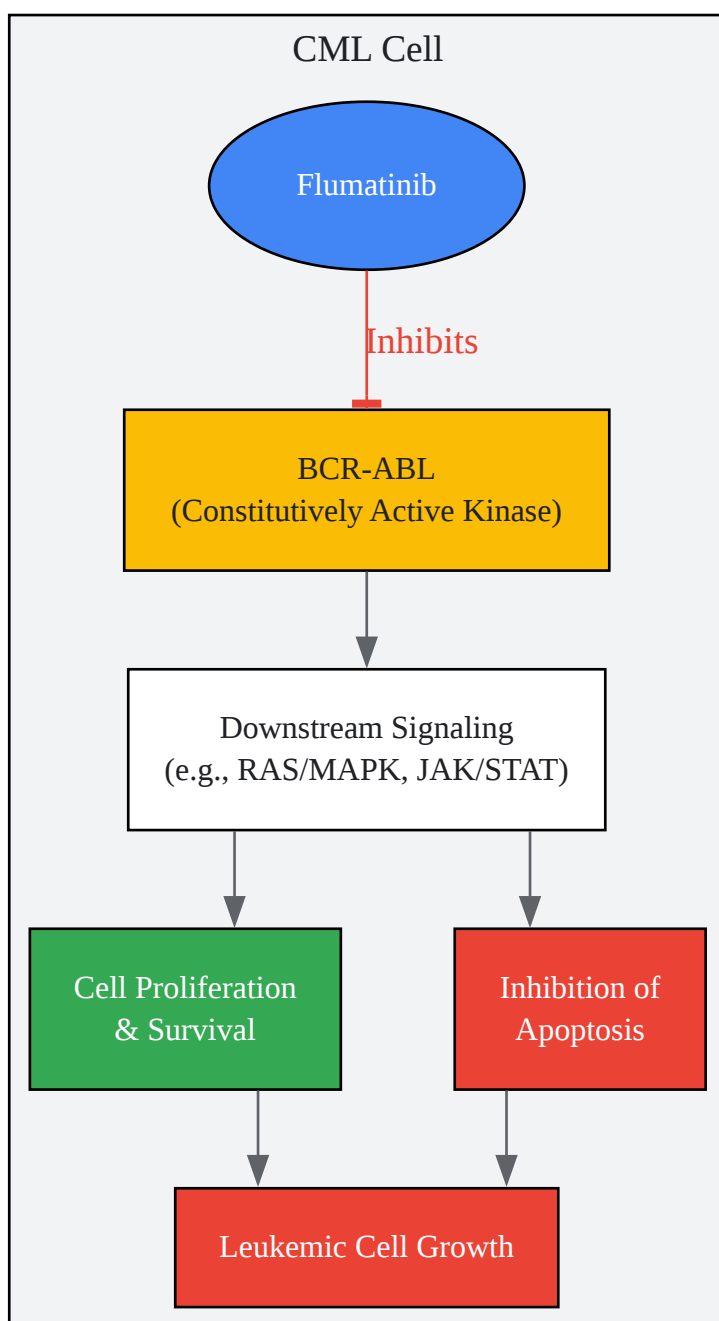 CML Cell
Flumatinib
Inhibits
BCR-ABL
(Constitutively Active Kinase)
Downstream Signaling
(e.g., RAS/MAPK, JAK/STAT)
Cell Proliferation
& Survival
Inhibition of
Apoptosis
Leukemic Cell Growth